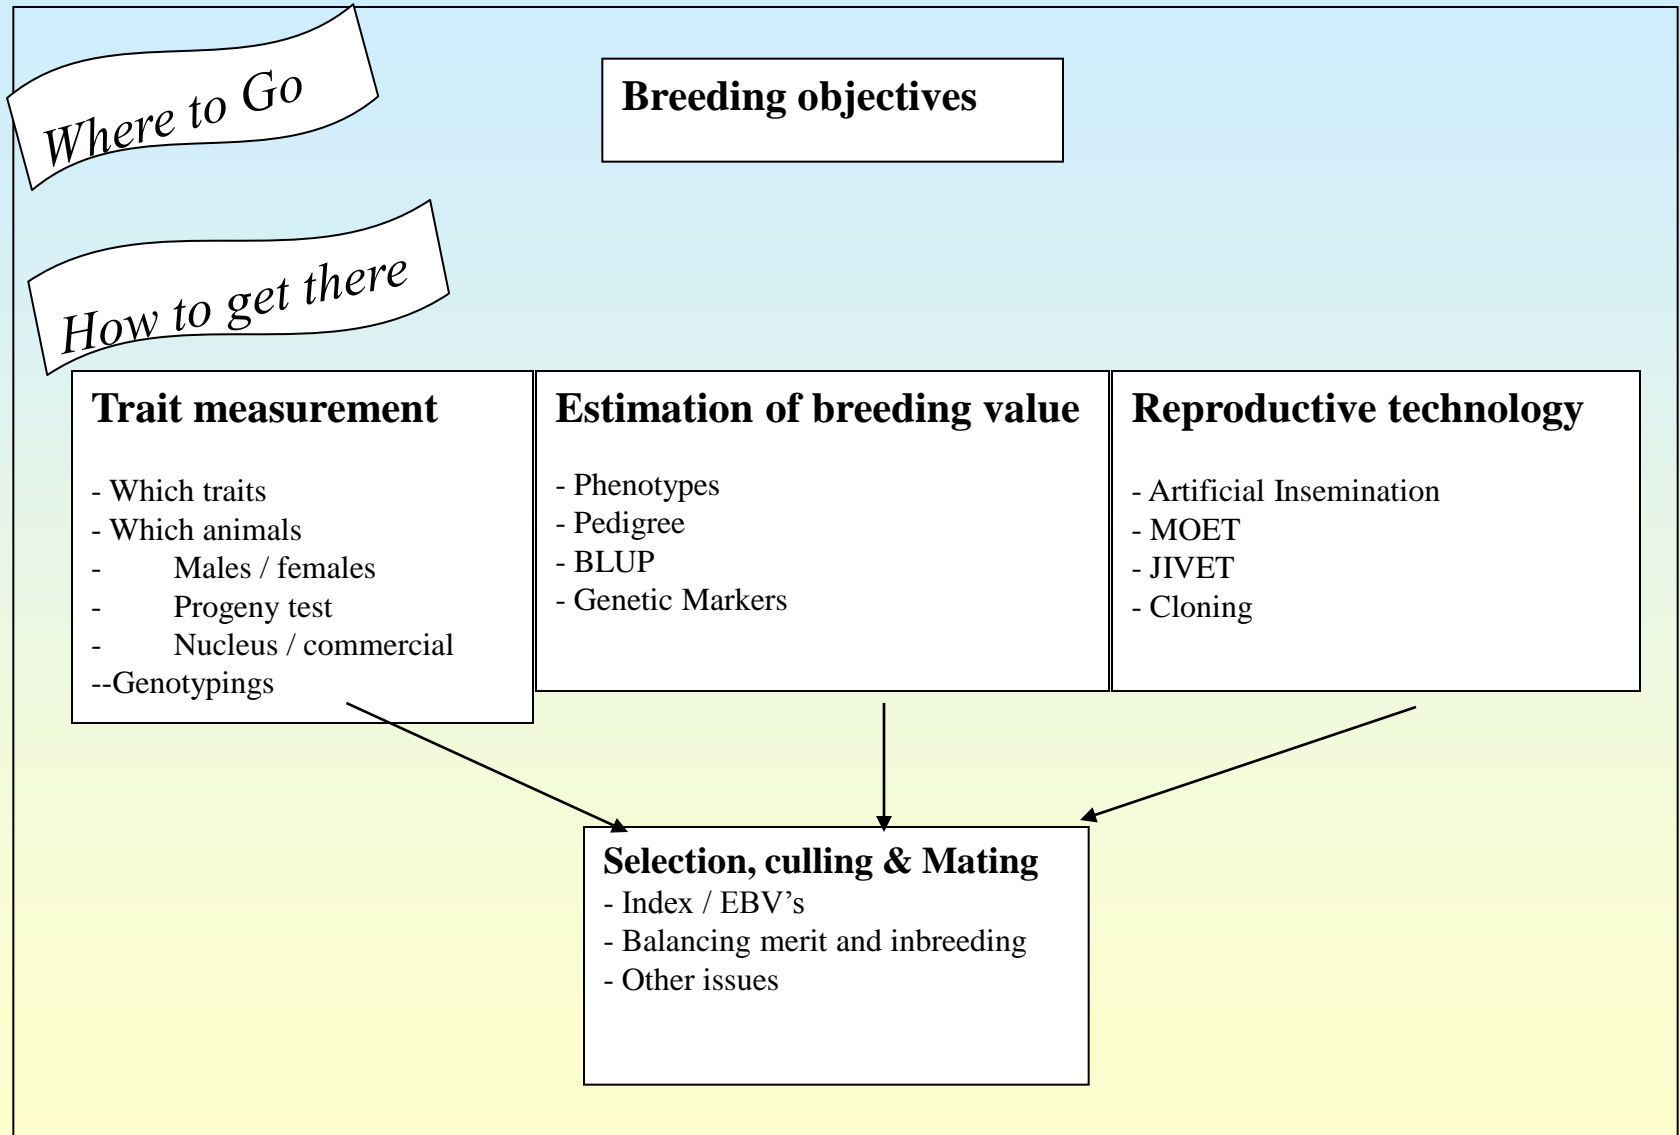 Where to Go
Breeding objectives
How to get there
Trait measurement
- Which traits
- Which animals
- Males / females
- Progeny test
- Nucleus / commercial
--Genotypings
Estimation of breeding value
- Phenotypes
- Pedigree
- BLUP
- Genetic Markers
Reproductive technology
- Artificial Insemination
- MOET
- JIVET
- Cloning
Selection, culling & Mating
- Index / EBV’s
- Balancing merit and inbreeding
- Other issues